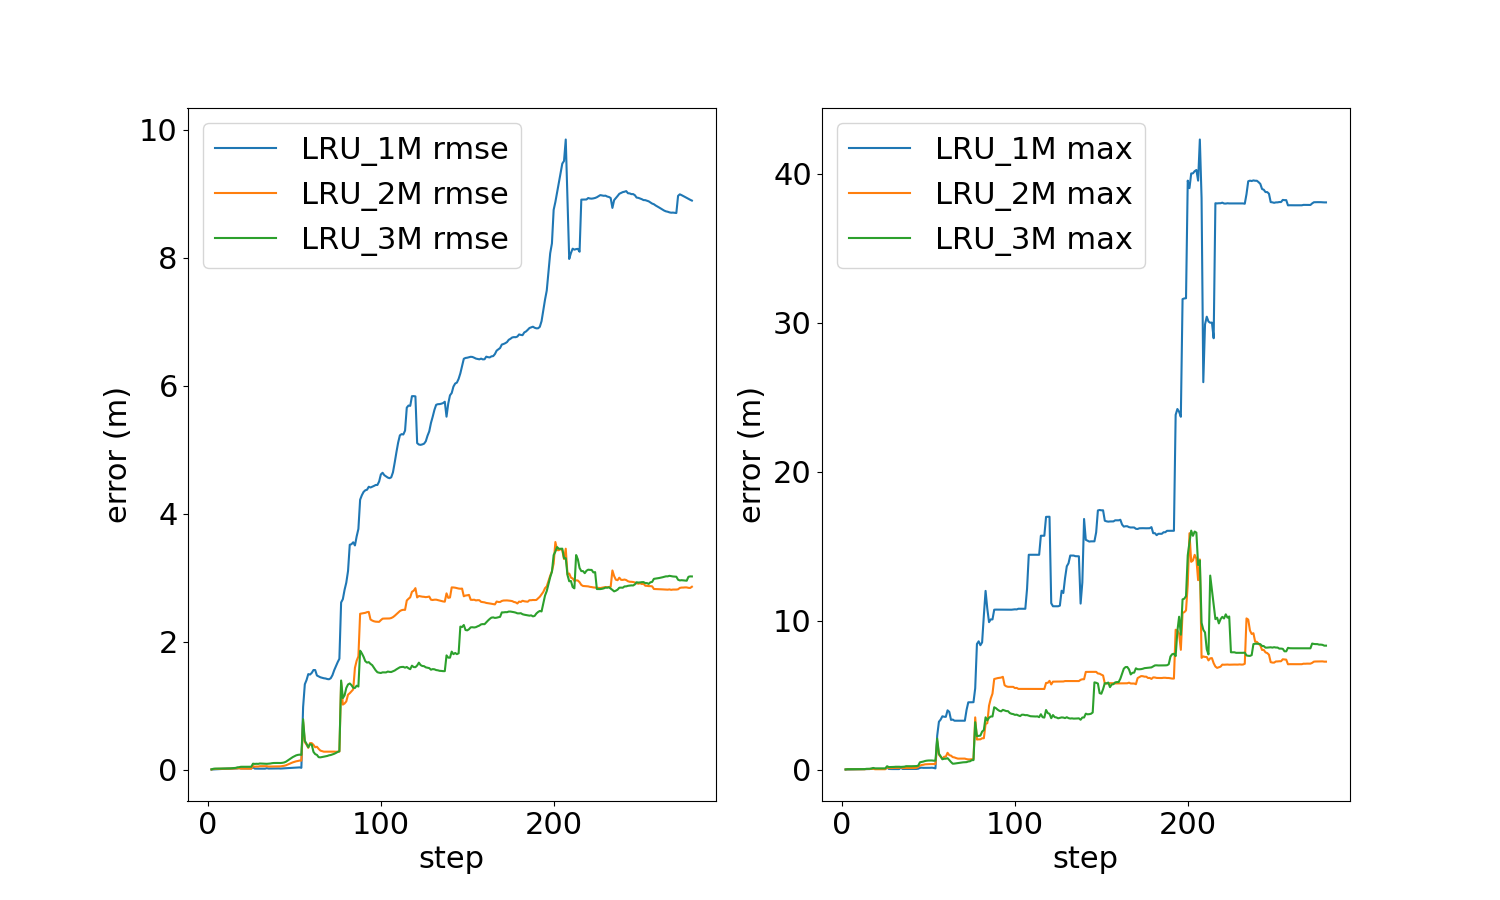 LRU_1M rmse
LRU_2M rmse
LRU_3M rmse
error (m)
10
8
6
4
2
0
0 100 200
step
LRU_1M max
LRU_2M max
LRU_3M max
error (m)
40
30
20
10
0
0 100 200
step